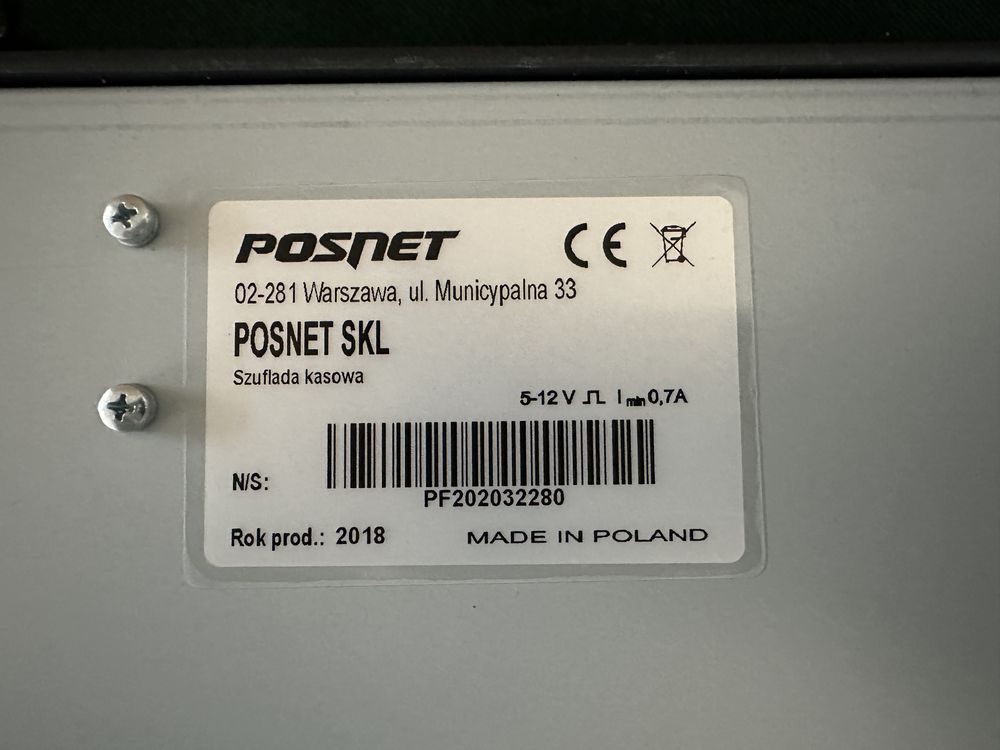 POSNET CE
02-281 Warszawa, ul. Municypalna 33
POSNET SKL
Szuflada kasowa
5-12 V ⎍ I min 0,7A
N/S:
PF202032280
Rok prod.: 2018 MADE IN POLAND